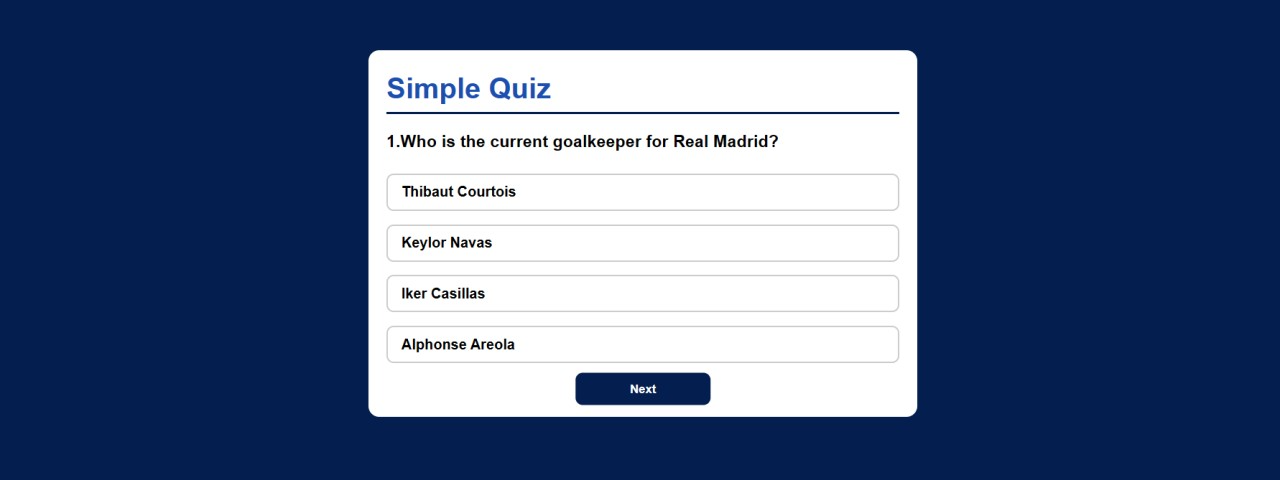 Simple Quiz
1.Who is the current goalkeeper for Real Madrid?
Thibaut Courtois
Keylor Navas
Iker Casillas
Alphonse Areola
Next